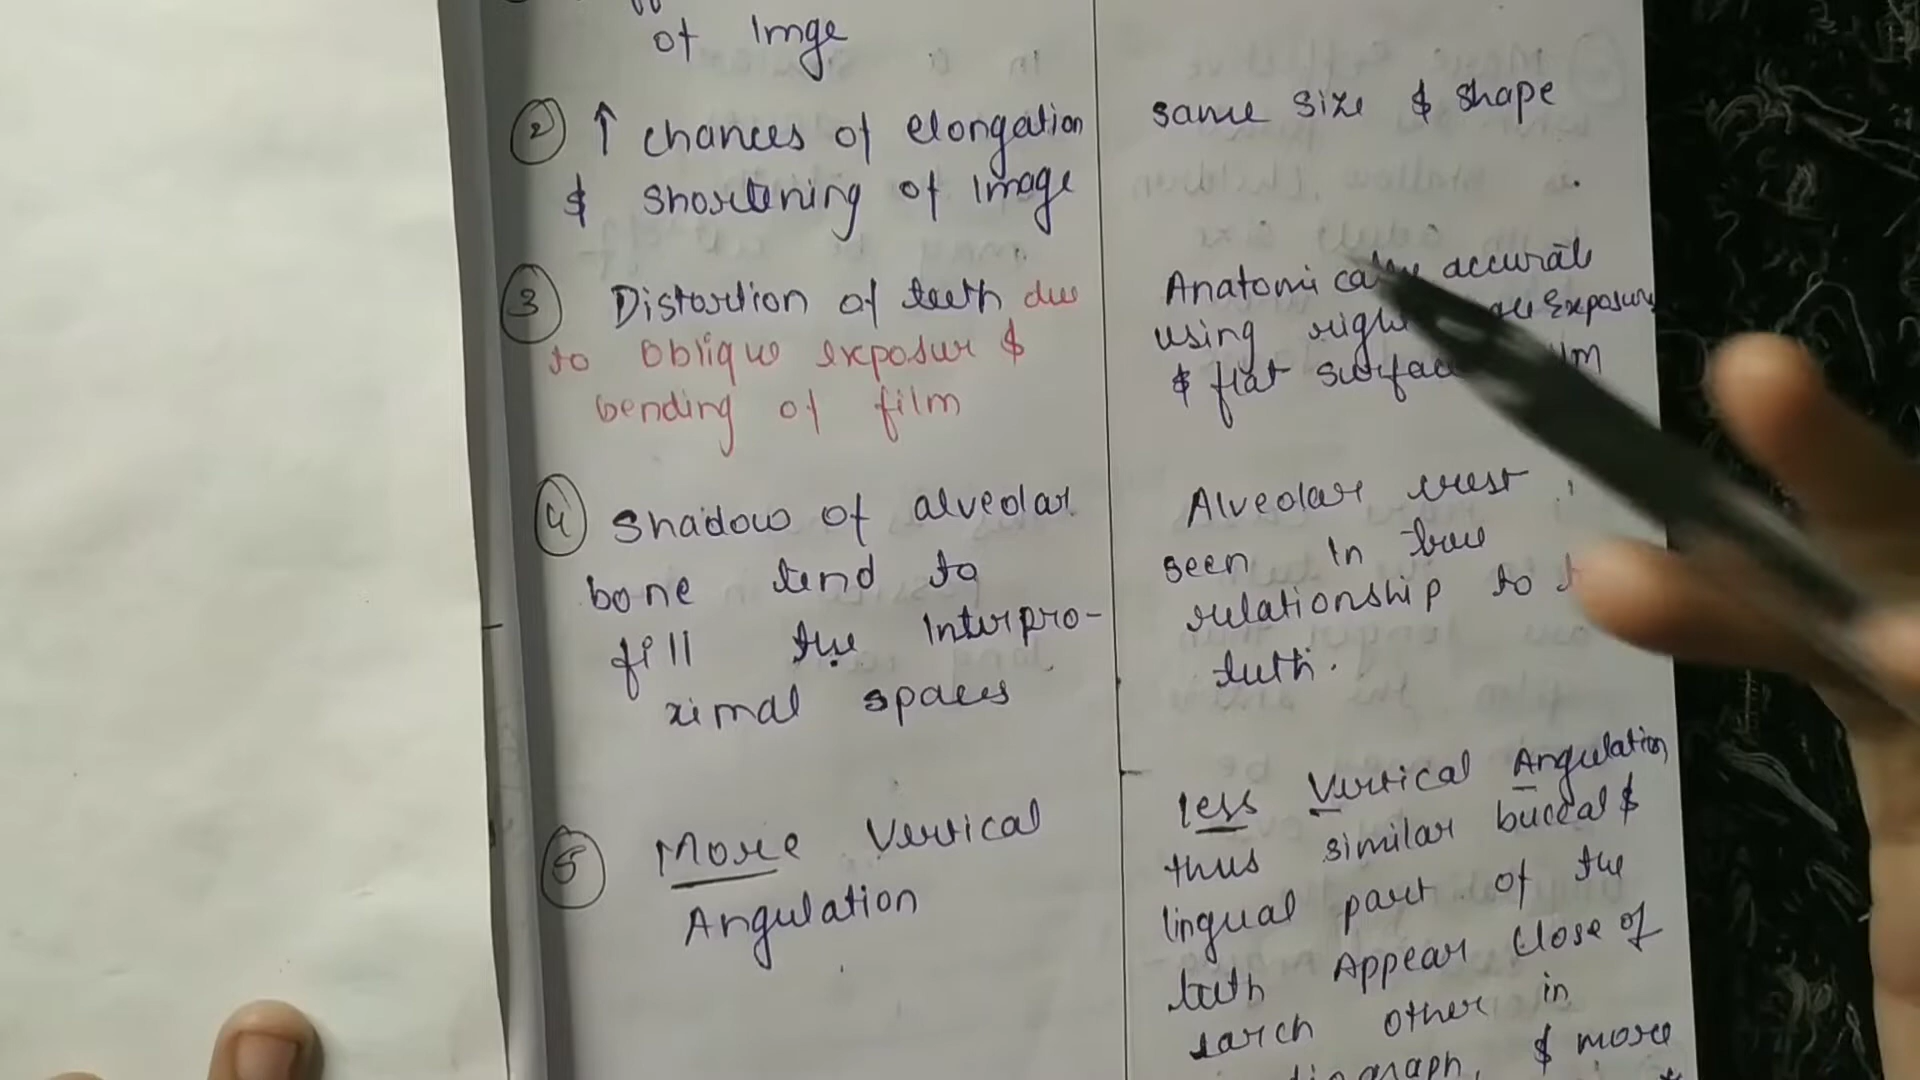 of Imge
② ↑ chances of elongation
& shortening of Image
③ Distortion of teeth due
to oblique exposur &
bending of film
④ Shadow of alveolar
bone tend to
fill the Interpro-
ximal spaces
⑤ More Vertical
Angulation
same size & shape
accurate
using Exposure
& flat
Alveolar crest
seen in true
relationship to
teeth.
less Vertical Angulation
thus similar buccal &
lingual part of the
teeth Appear close of
earch other in
& more